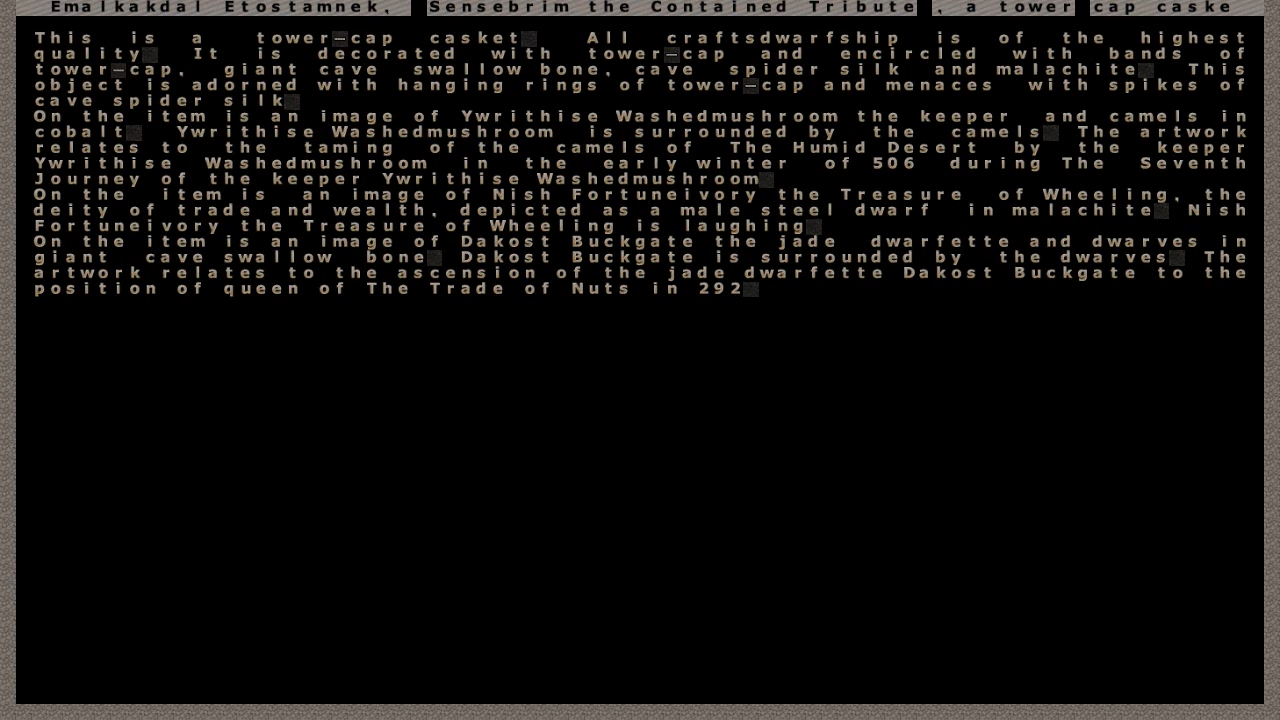 Emalkakdal Etostamnek, Sensebrim the Contained Tribute, a tower cap caske
This is a tower-cap casket. All craftsdwarfship is of the highest
quality. It is decorated with tower-cap and encircled with bands of
tower-cap, giant cave swallow bone, cave spider silk and malachite. This
object is adorned with hanging rings of tower-cap and menaces with spikes of
cave spider silk.
On the item is an image of Ywrithise Washedmushroom the keeper and camels in
cobalt. Ywrithise Washedmushroom is surrounded by the camels. The artwork
relates to the taming of the camels of The Humid Desert by the keeper
Ywrithise Washedmushroom in the early winter of 506 during The Seventh
Journey of the keeper Ywrithise Washedmushroom.
On the item is an image of Nish Fortuneivory the Treasure of Wheeling, the
deity of trade and wealth, depicted as a male steel dwarf in malachite. Nish
Fortuneivory the Treasure of Wheeling is laughing.
On the item is an image of Dakost Buckgate the jade dwarfette and dwarves in
giant cave swallow bone. Dakost Buckgate is surrounded by the dwarves. The
artwork relates to the ascension of the jade dwarfette Dakost Buckgate to the
position of queen of The Trade of Nuts in 292.